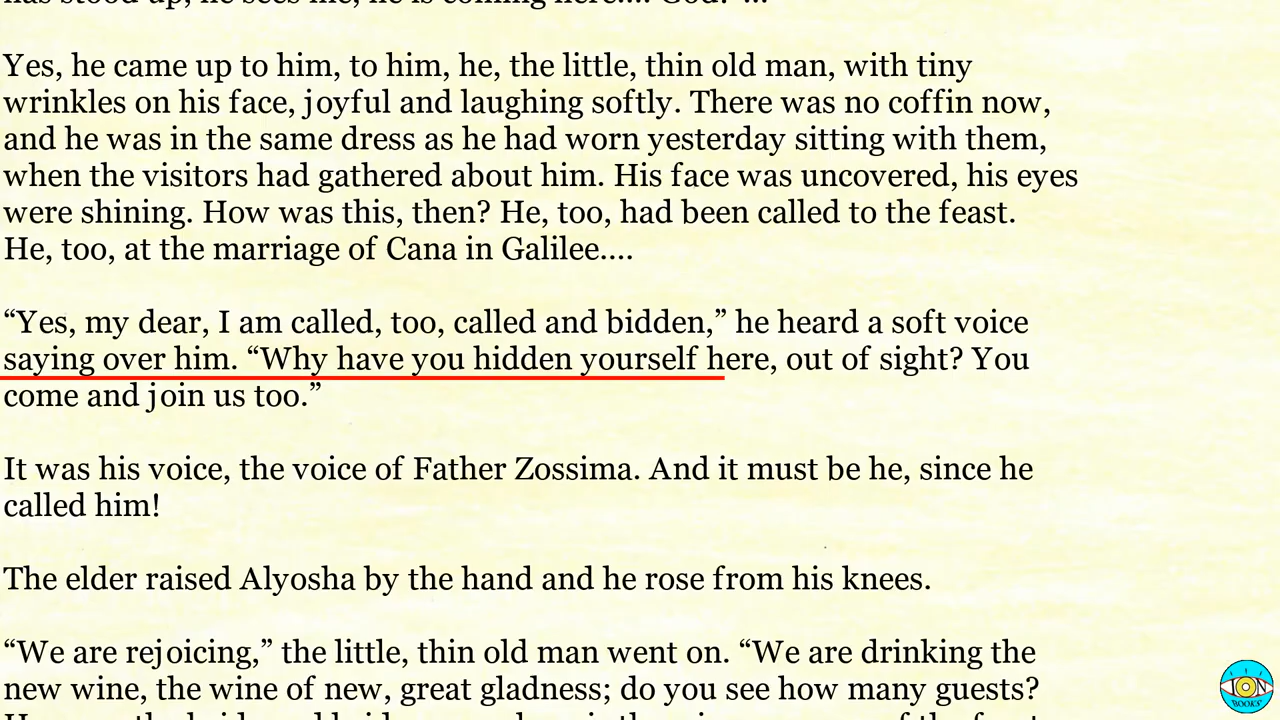 Yes, he came up to him, to him, he, the little, thin old man, with tiny
wrinkles on his face, joyful and laughing softly. There was no coffin now,
and he was in the same dress as he had worn yesterday sitting with them,
when the visitors had gathered about him. His face was uncovered, his eyes
were shining. How was this, then? He, too, had been called to the feast.
He, too, at the marriage of Cana in Galilee....
“Yes, my dear, I am called, too, called and bidden,” he heard a soft voice
saying over him. “Why have you hidden yourself here, out of sight? You
come and join us too.”
It was his voice, the voice of Father Zossima. And it must be he, since he
called him!
The elder raised Alyosha by the hand and he rose from his knees.
“We are rejoicing,” the little, thin old man went on. “We are drinking the
new wine, the wine of new, great gladness; do you see how many guests?
ION
BOOKS